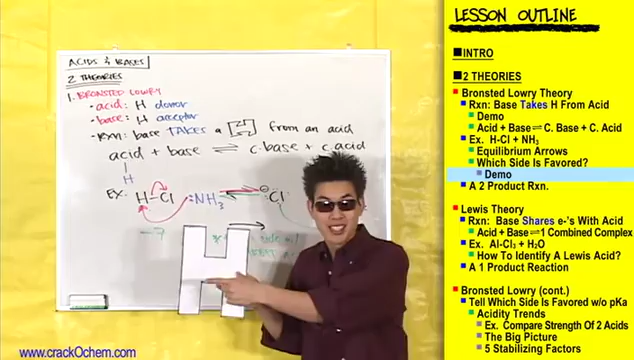 ACIDS & BASES
2 THEORIES
1. BRONSTED LOWRY
• acid: H donor
• base: H acceptor
• rxn: base TAKES a H from an acid
acid + base ⇌ c.base + c.acid
H
EX: H-Cl :NH₃ ⇌ ⊖:Cl:
-7
H
www.crackOchem.com
LESSON OUTLINE
INTRO
2 THEORIES
Bronsted Lowry Theory
Rxn: Base Takes H From Acid
Demo
Acid + Base ⇌ C. Base + C. Acid
Ex. H-Cl + NH3
Equilibrium Arrows
Which Side Is Favored?
Demo
A 2 Product Rxn.
Lewis Theory
Rxn: Base Shares e-'s With Acid
Acid + Base ⇌ 1 Combined Complex
Ex. Al-Cl3 + H2O
How To Identify A Lewis Acid?
A 1 Product Reaction
Bronsted Lowry (cont.)
Tell Which Side Is Favored w/o pKa
Acidity Trends
Ex. Compare Strength Of 2 Acids
The Big Picture
5 Stabilizing Factors